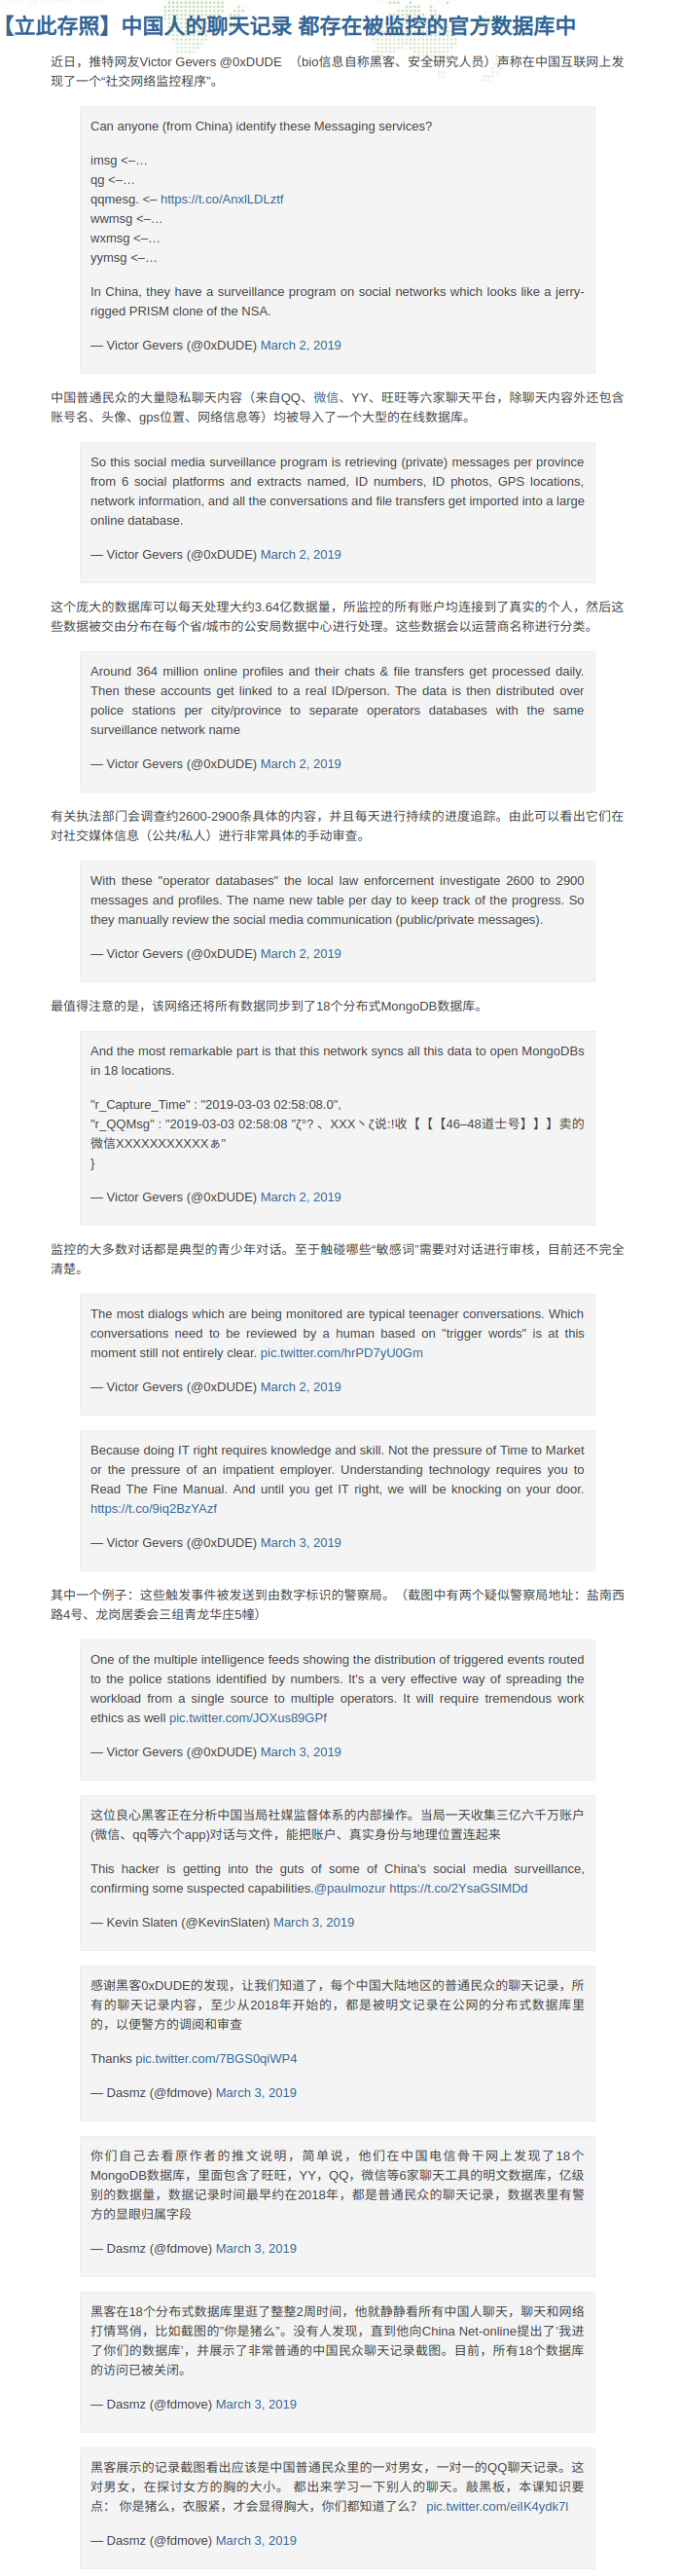 【立此存照】中国人的聊天记录 都存在被监控的官方数据库中
近日，推特网友Victor Gevers @0xDUDE （bio信息自称黑客、安全研究人员）声称在中国互联网上发
现了一个“社交网络监控程序”。
Can anyone (from China) identify these Messaging services?
imsg <–…
qg <–…
qqmesg. <– https://t.co/AnxlLDLztf
wwmsg <–…
wxmsg <–…
yymsg <–…
In China, they have a surveillance program on social networks which looks like a jerry-
rigged PRISM clone of the NSA.
— Victor Gevers (@0xDUDE) March 2, 2019
中国普通民众的大量隐私聊天内容（来自QQ、微信、YY、旺旺等六家聊天平台，除聊天内容外还包含
账号名、头像、gps位置、网络信息等）均被导入了一个大型的在线数据库。
So this social media surveillance program is retrieving (private) messages per province
from 6 social platforms and extracts named, ID numbers, ID photos, GPS locations,
network information, and all the conversations and file transfers get imported into a large
online database.
— Victor Gevers (@0xDUDE) March 2, 2019
这个庞大的数据库可以每天处理大约3.64亿数据量，所监控的所有账户均连接到了真实的个人，然后这
些数据被交由分布在每个省/城市的公安局数据中心进行处理。这些数据会以运营商名称进行分类。
Around 364 million online profiles and their chats & file transfers get processed daily.
Then these accounts get linked to a real ID/person. The data is then distributed over
police stations per city/province to separate operators databases with the same
surveillance network name
— Victor Gevers (@0xDUDE) March 2, 2019
有关执法部门会调查约2600-2900条具体的内容，并且每天进行持续的进度追踪。由此可以看出它们在
对社交媒体信息（公共/私人）进行非常具体的手动审查。
With these "operator databases" the local law enforcement investigate 2600 to 2900
messages and profiles. The name new table per day to keep track of the progress. So
they manually review the social media communication (public/private messages).
— Victor Gevers (@0xDUDE) March 2, 2019
最值得注意的是，该网络还将所有数据同步到了18个分布式MongoDB数据库。
And the most remarkable part is that this network syncs all this data to open MongoDBs
in 18 locations.
"r_Capture_Time" : "2019-03-03 02:58:08.0",
"r_QQMsg" : "2019-03-03 02:58:08 "ζ°? 、XXX丶ζ说:!收【【【46–48道士号】】】卖的
微信XXXXXXXXXXXぁ"
}
— Victor Gevers (@0xDUDE) March 2, 2019
监控的大多数对话都是典型的青少年对话。至于触碰哪些“敏感词”需要对对话进行审核，目前还不完全
清楚。
The most dialogs which are being monitored are typical teenager conversations. Which
conversations need to be reviewed by a human based on "trigger words" is at this
moment still not entirely clear. pic.twitter.com/hrPD7yU0Gm
— Victor Gevers (@0xDUDE) March 2, 2019
Because doing IT right requires knowledge and skill. Not the pressure of Time to Market
or the pressure of an impatient employer. Understanding technology requires you to
Read The Fine Manual. And until you get IT right, we will be knocking on your door.
https://t.co/9iq2BzYAzf
— Victor Gevers (@0xDUDE) March 3, 2019
其中一个例子：这些触发事件被发送到由数字标识的警察局。（截图中有两个疑似警察局地址：盐南西
路4号、龙岗居委会三组青龙华庄5幢）
One of the multiple intelligence feeds showing the distribution of triggered events routed
to the police stations identified by numbers. It's a very effective way of spreading the
workload from a single source to multiple operators. It will require tremendous work
ethics as well pic.twitter.com/JOXus89GPf
— Victor Gevers (@0xDUDE) March 3, 2019
这位良心黑客正在分析中国当局社媒监督体系的内部操作。当局一天收集三亿六千万账户
(微信、qq等六个app)对话与文件，能把账户、真实身份与地理位置连起来
This hacker is getting into the guts of some of China's social media surveillance,
confirming some suspected capabilities.@paulmozur https://t.co/2YsaGSlMDd
— Kevin Slaten (@KevinSlaten) March 3, 2019
感谢黑客0xDUDE的发现，让我们知道了，每个中国大陆地区的普通民众的聊天记录，所
有的聊天记录内容，至少从2018年开始的，都是被明文记录在公网的分布式数据库里
的，以便警方的调阅和审查
Thanks pic.twitter.com/7BGS0qiWP4
— Dasmz (@fdmove) March 3, 2019
你们自己去看原作者的推文说明，简单说，他们在中国电信骨干网上发现了18个
MongoDB数据库，里面包含了旺旺，YY，QQ，微信等6家聊天工具的明文数据库，亿级
别的数据量，数据记录时间最早约在2018年，都是普通民众的聊天记录，数据表里有警
方的显眼归属字段
— Dasmz (@fdmove) March 3, 2019
黑客在18个分布式数据库里逛了整整2周时间，他就静静看所有中国人聊天，聊天和网络
打情骂俏，比如截图的”你是猪么”。没有人发现，直到他向China Net-online提出了’我进
了你们的数据库’，并展示了非常普通的中国民众聊天记录截图。目前，所有18个数据库
的访问已被关闭。
— Dasmz (@fdmove) March 3, 2019
黑客展示的记录截图看出应该是中国普通民众里的一对男女，一对一的QQ聊天记录。这
对男女，在探讨女方的胸的大小。 都出来学习一下别人的聊天。敲黑板，本课知识要
点： 你是猪么，衣服紧，才会显得胸大，你们都知道了么？ pic.twitter.com/eiIK4ydk7l
— Dasmz (@fdmove) March 3, 2019